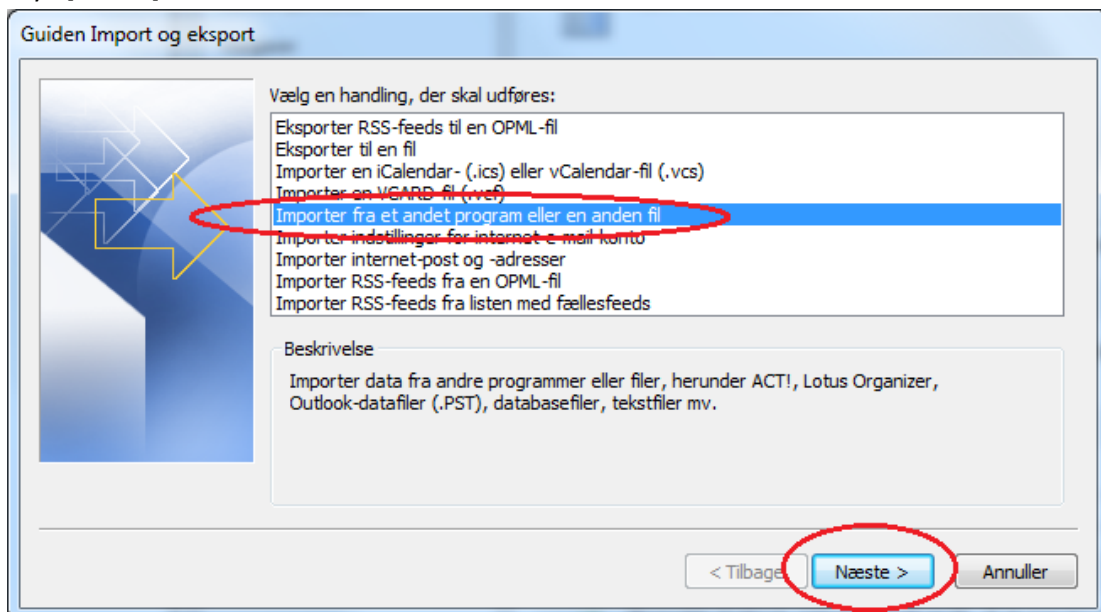 Guiden Import og eksport
Vælg en handling, der skal udføres:
Eksporter RSS-feeds til en OPML-fil
Eksporter til en fil
Importer en iCalendar- (.ics) eller vCalendar-fil (.vcs)
Importer en VCARD-fil (.vcf)
Importer fra et andet program eller en anden fil
Importer indstillinger for internet-e-mail-konto
Importer internet-post og -adresser
Importer RSS-feeds fra en OPML-fil
Importer RSS-feeds fra listen med fællesfeeds
Beskrivelse
Importer data fra andre programmer eller filer, herunder ACT!, Lotus Organizer,
Outlook-datafiler (.PST), databasefiler, tekstfiler mv.
< Tilbage Næste > Annuller